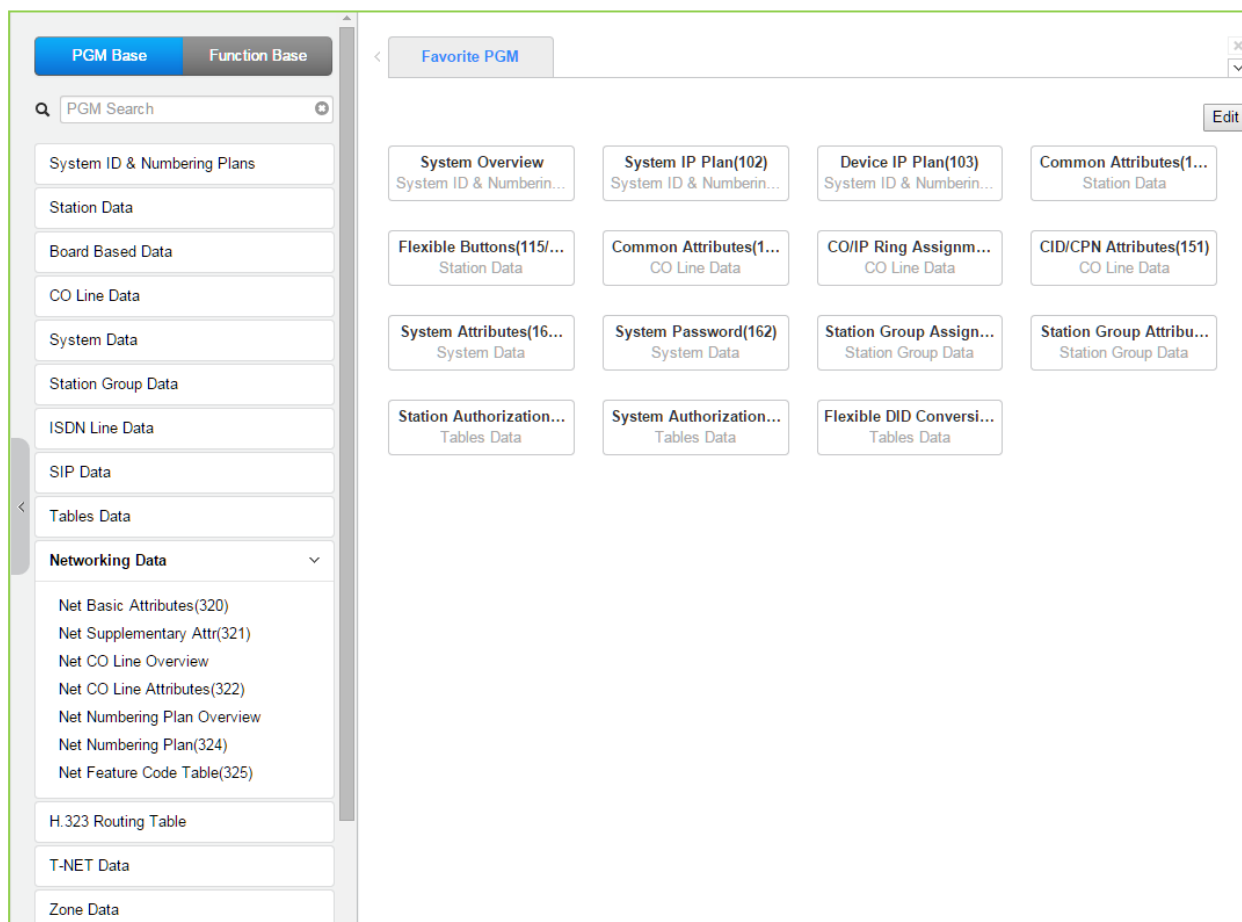 PGM Base
Function Base
PGM Search
System ID & Numbering Plans
Station Data
Board Based Data
CO Line Data
System Data
Station Group Data
ISDN Line Data
SIP Data
Tables Data
Networking Data
Net Basic Attributes(320)
Net Supplementary Attr(321)
Net CO Line Overview
Net CO Line Attributes(322)
Net Numbering Plan Overview
Net Numbering Plan(324)
Net Feature Code Table(325)
H.323 Routing Table
T-NET Data
Zone Data
Favorite PGM
Edit
System Overview
System ID & Numberin...
System IP Plan(102)
System ID & Numberin...
Device IP Plan(103)
System ID & Numberin...
Common Attributes(1...
Station Data
Flexible Buttons(115/...
Station Data
Common Attributes(1...
CO Line Data
CO/IP Ring Assignm...
CO Line Data
CID/CPN Attributes(151)
CO Line Data
System Attributes(16...
System Data
System Password(162)
System Data
Station Group Assign...
Station Group Data
Station Group Attribu...
Station Group Data
Station Authorization...
Tables Data
System Authorization...
Tables Data
Flexible DID Conversi...
Tables Data